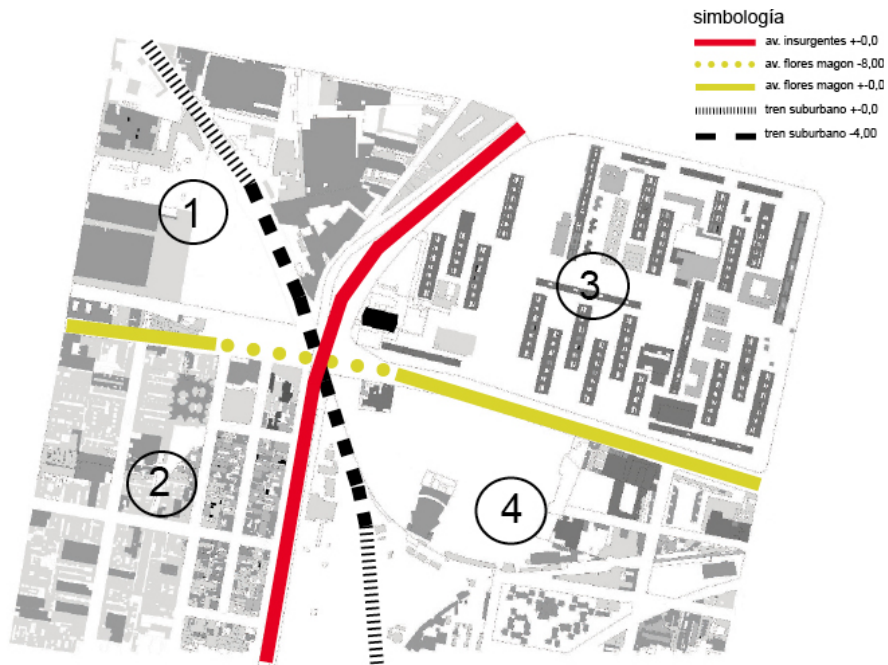 simbología
av. insurgentes +-0,0
av. flores magon -8,00
av. flores magon +-0,0
tren suburbano +-0,0
tren suburbano -4,00
1
3
2
4